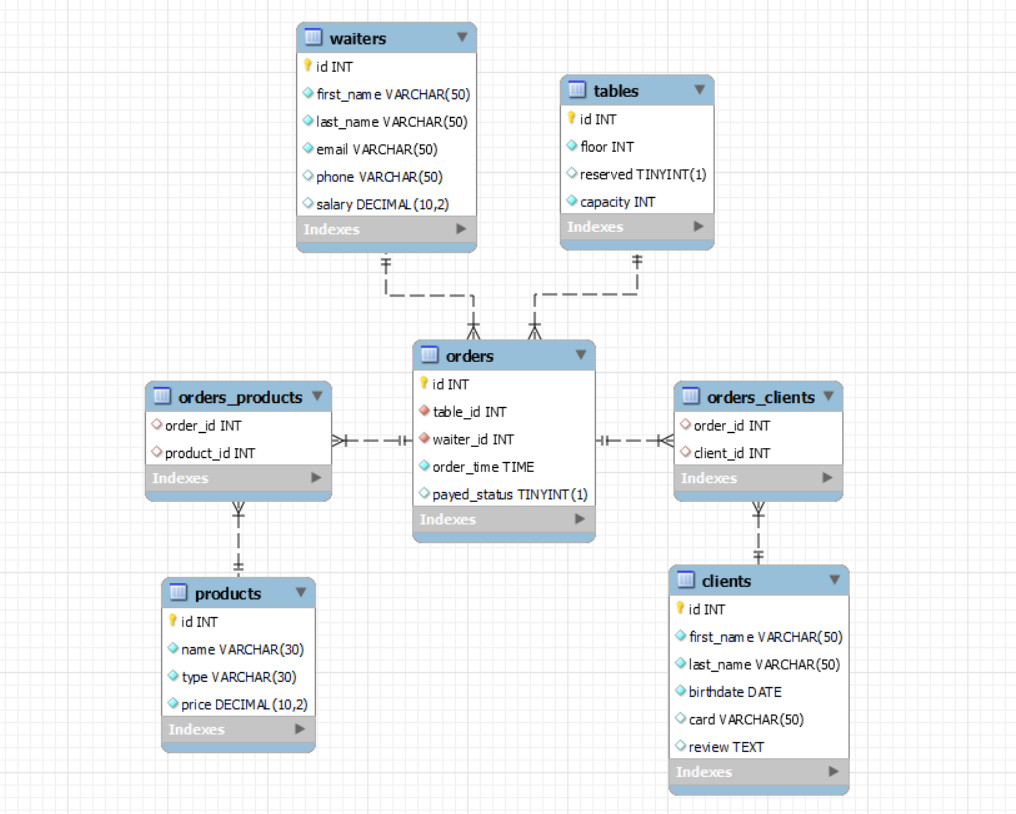 waiters
id INT
first_name VARCHAR(50)
last_name VARCHAR(50)
email VARCHAR(50)
phone VARCHAR(50)
salary DECIMAL(10,2)
Indexes
tables
id INT
floor INT
reserved TINYINT(1)
capacity INT
Indexes
orders
id INT
table_id INT
waiter_id INT
order_time TIME
payed_status TINYINT(1)
Indexes
orders_products
order_id INT
product_id INT
Indexes
orders_clients
order_id INT
client_id INT
Indexes
products
id INT
name VARCHAR(30)
type VARCHAR(30)
price DECIMAL(10,2)
Indexes
clients
id INT
first_name VARCHAR(50)
last_name VARCHAR(50)
birthdate DATE
card VARCHAR(50)
review TEXT
Indexes